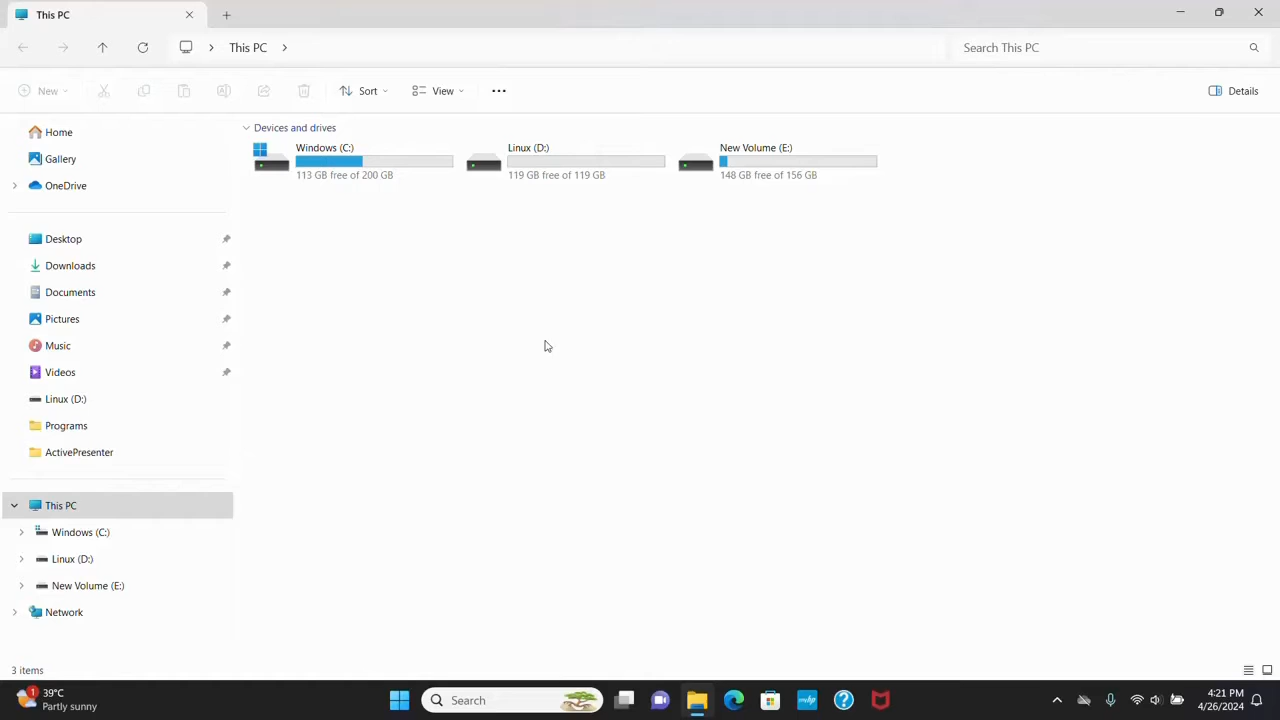 This PC
This PC
Search This PC
New
Sort
View
Details
Home
Gallery
OneDrive
Desktop
Downloads
Documents
Pictures
Music
Videos
Linux (D:)
Programs
ActivePresenter
This PC
Windows (C:)
Linux (D:)
New Volume (E:)
Network
Devices and drives
Windows (C:)
113 GB free of 200 GB
Linux (D:)
119 GB free of 119 GB
New Volume (E:)
148 GB free of 156 GB
3 items
1
39°C
Partly sunny
Search
myhp
4:21 PM
4/26/2024